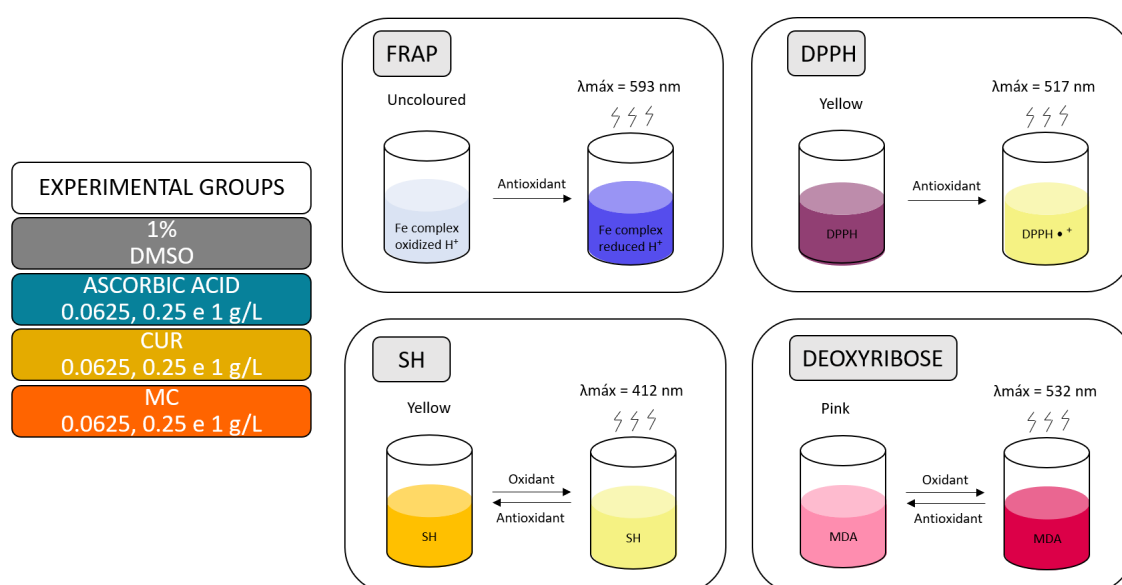 EXPERIMENTAL GROUPS
1%
DMSO
ASCORBIC ACID
0.0625, 0.25 e 1 g/L
CUR
0.0625, 0.25 e 1 g/L
MC
0.0625, 0.25 e 1 g/L
FRAP
Uncoloured
λmáx = 593 nm
Antioxidant
Fe complex
oxidized H⁺
Fe complex
reduced H⁺
DPPH
Yellow
λmáx = 517 nm
Antioxidant
DPPH
DPPH • ⁺
SH
Yellow
λmáx = 412 nm
Oxidant
Antioxidant
SH
SH
DEOXYRIBOSE
Pink
λmáx = 532 nm
Oxidant
Antioxidant
MDA
MDA